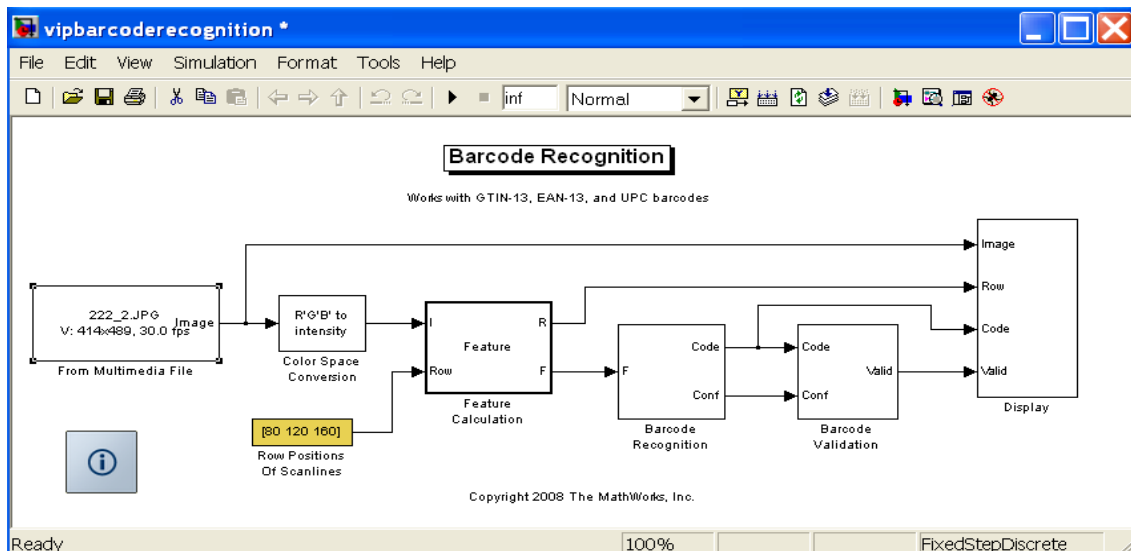 vipbarcoderecognition *
File Edit View Simulation Format Tools Help
inf Normal
Barcode Recognition
Works with GTIN-13, EAN-13, and UPC barcodes
222_2.JPG
V: 414x489, 30.0 fps
Image
From Multimedia File
R'G'B' to
intensity
Color Space
Conversion
[80 120 160]
Row Positions
Of Scanlines
I
Row
Feature
R
F
Feature
Calculation
F
Code
Conf
Barcode
Recognition
Code
Conf
Valid
Barcode
Validation
Image
Row
Code
Valid
Display
Copyright 2008 The MathWorks, Inc.
Ready 100% FixedStepDiscrete